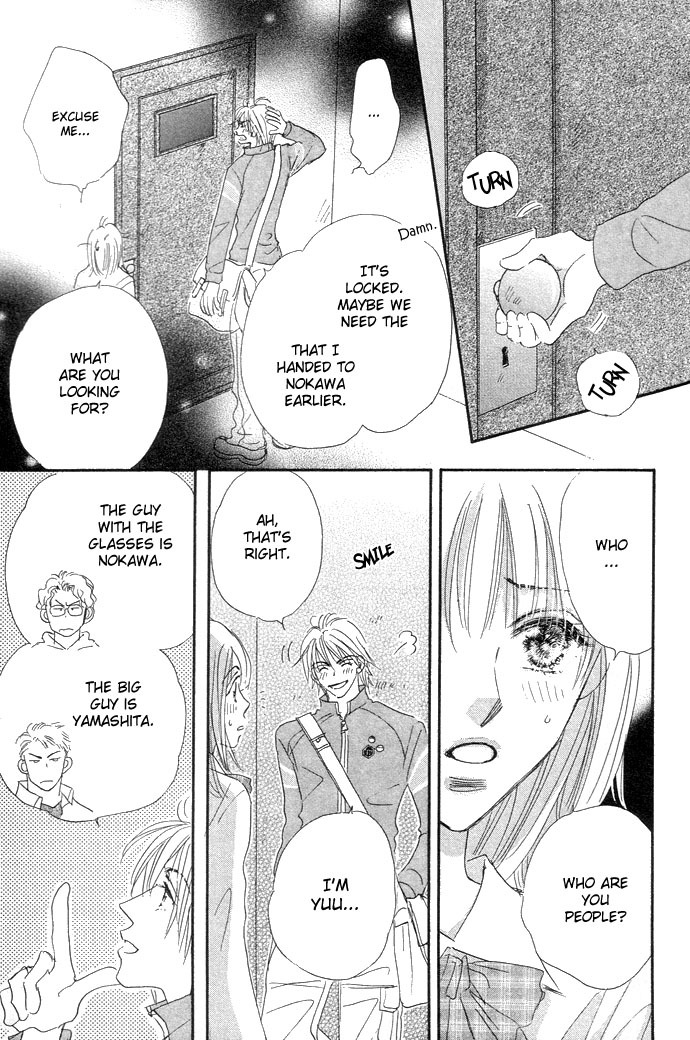 TURN
TURN
...
Damn.
IT'S
LOCKED.
MAYBE WE
NEED THE
THAT I
HANDED TO
NOKAWA
EARLIER.
EXCUSE
ME...
WHAT
ARE YOU
LOOKING
FOR?
WHO
...
WHO ARE
YOU
PEOPLE?
AH,
THAT'S
RIGHT.
SMILE
I'M
YUU...
THE GUY
WITH THE
GLASSES IS
NOKAWA.
THE BIG
GUY IS
YAMASHITA.